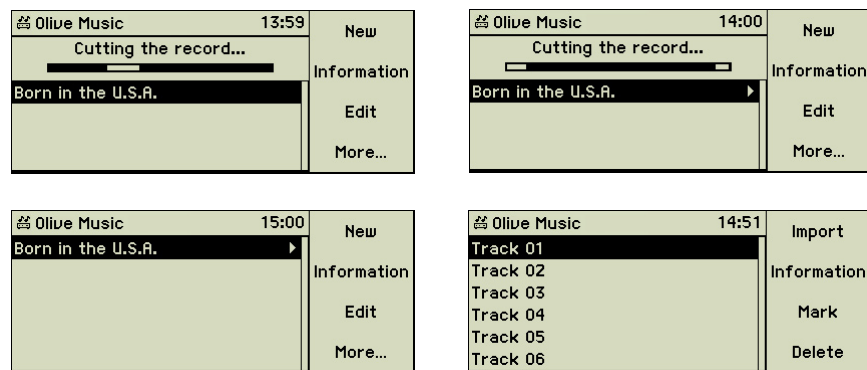 Olive Music 13:59
Cutting the record...
Born in the U.S.A.
New
Information
Edit
More...
Olive Music 14:00
Cutting the record...
Born in the U.S.A.
New
Information
Edit
More...
Olive Music 15:00
Born in the U.S.A.
New
Information
Edit
More...
Olive Music 14:51
Track 01
Track 02
Track 03
Track 04
Track 05
Track 06
Import
Information
Mark
Delete